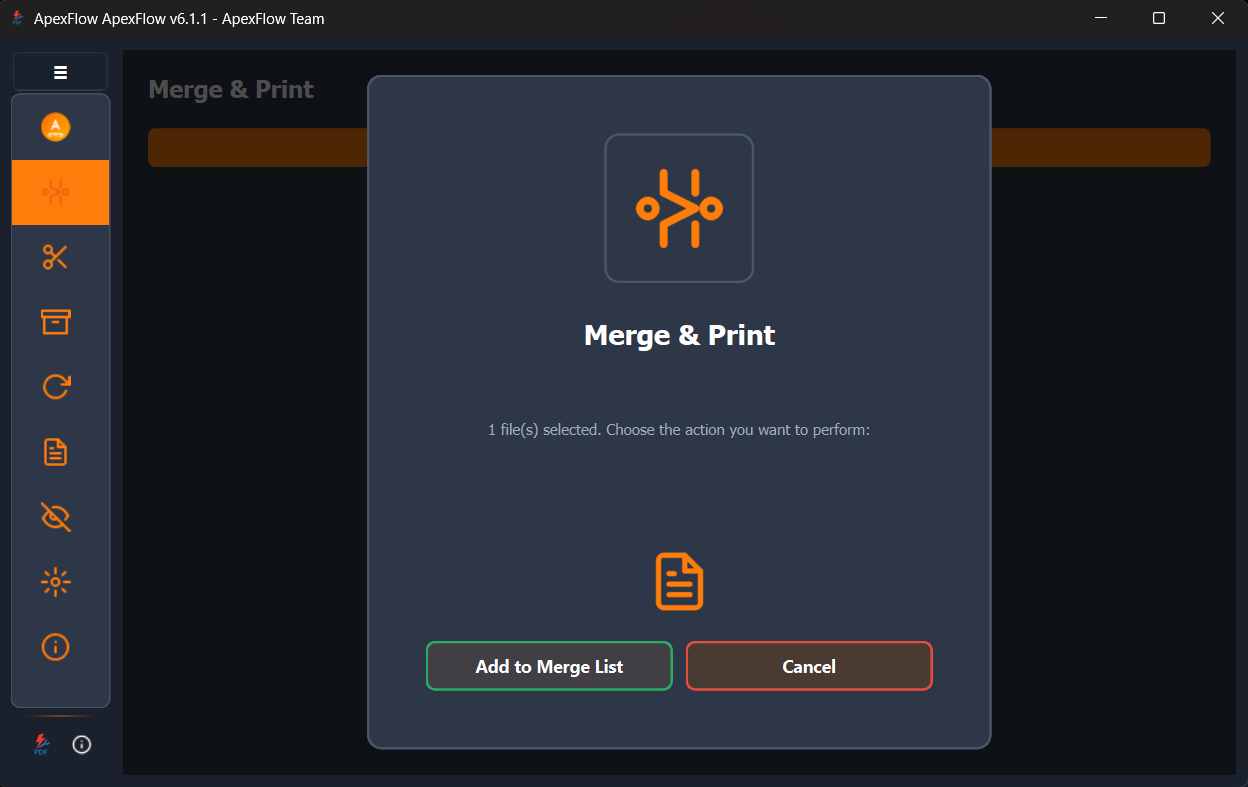 ApexFlow ApexFlow v6.1.1 - ApexFlow Team
Merge & Print
Merge & Print
1 file(s) selected. Choose the action you want to perform:
Add to Merge List
Cancel
PDF